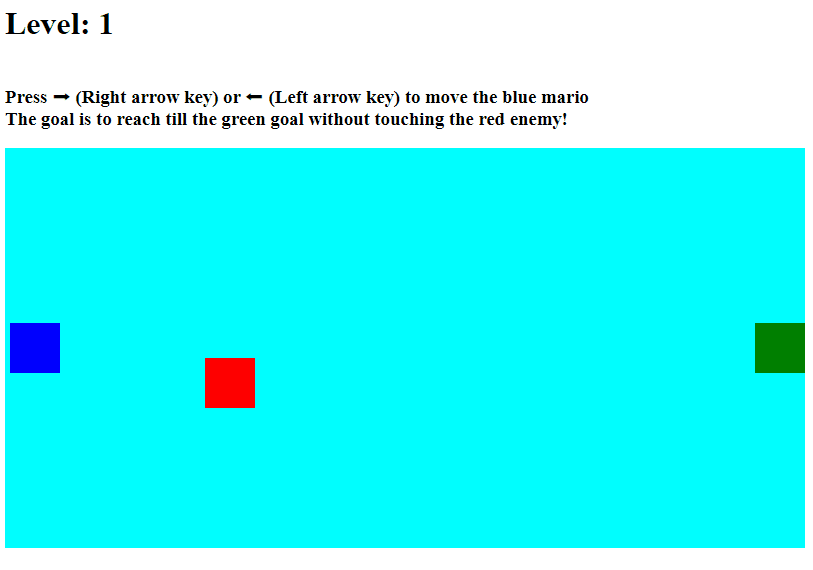 Level: 1
Press ➞ (Right arrow key) or ⬅ (Left arrow key) to move the blue mario
The goal is to reach till the green goal without touching the red enemy!